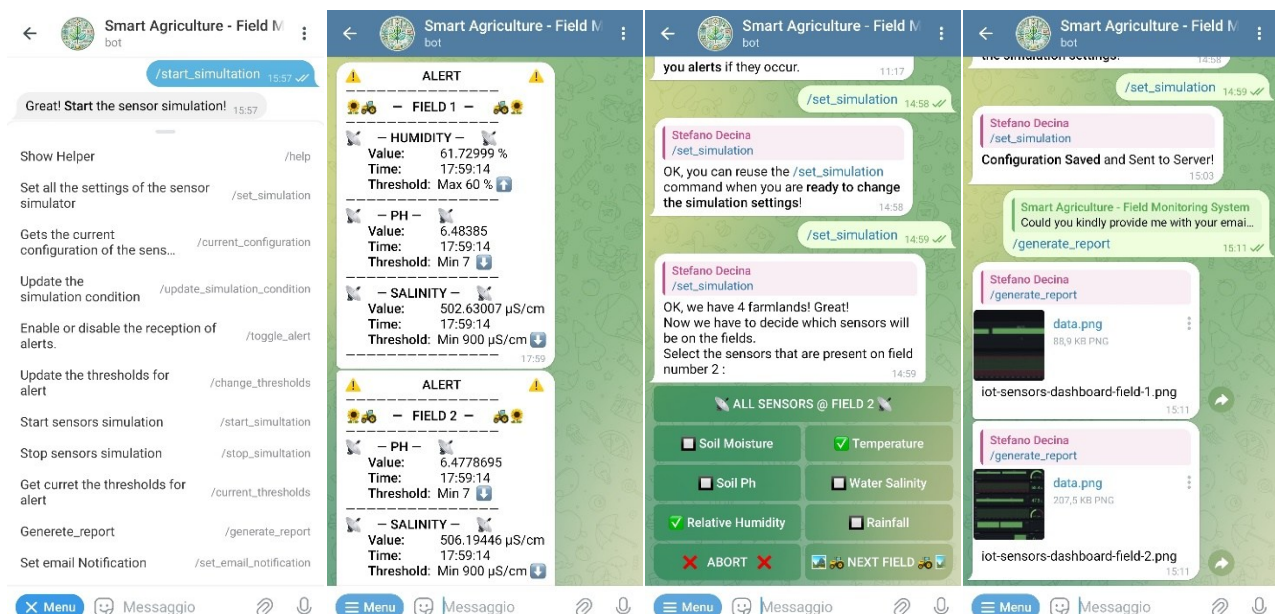 Smart Agriculture - Field M
bot
/start_simultation 15:57
Great! Start the sensor simulation! 15:57
Show Helper /help
Set all the settings of the sensor
simulator /set_simulation
Gets the current
configuration of the sens... /current_configuration
Update the
simulation condition /update_simulation_condition
Enable or disable the reception of
alerts. /toggle_alert
Update the thresholds for
alert /change_thresholds
Start sensors simulation /start_simultation
Stop sensors simulation /stop_simultation
Get curret the thresholds for
alert /current_thresholds
Generete_report /generate_report
Set email Notification /set_email_notification
X Menu Messaggio
Smart Agriculture - Field M
bot
ALERT
— FIELD 1 —
— HUMIDITY —
Value: 61.72999 %
Time: 17:59:14
Threshold: Max 60 %
— PH —
Value: 6.48385
Time: 17:59:14
Threshold: Min 7
— SALINITY —
Value: 502.63007 µS/cm
Time: 17:59:14
Threshold: Min 900 µS/cm
17:59
ALERT
— FIELD 2 —
— PH —
Value: 6.4778695
Time: 17:59:14
Threshold: Min 7
— SALINITY —
Value: 506.19446 µS/cm
Time: 17:59:14
Threshold: Min 900 µS/cm
Menu Messaggio
Smart Agriculture - Field M
bot
you alerts if they occur. 11:17
/set_simulation 14:58
Stefano Decina
/set_simulation
OK, you can reuse the /set_simulation
command when you are ready to change
the simulation settings! 14:58
/set_simulation 14:59
Stefano Decina
/set_simulation
OK, we have 4 farmlands! Great!
Now we have to decide which sensors will
be on the fields.
Select the sensors that are present on field
number 2 : 14:59
ALL SENSORS @ FIELD 2
Soil Moisture Temperature
Soil Ph Water Salinity
Relative Humidity Rainfall
ABORT NEXT FIELD
Menu Messaggio
Smart Agriculture - Field M
bot
the simulation settings! 14:58
/set_simulation 14:59
Stefano Decina
/set_simulation
Configuration Saved and Sent to Server!
15:03
Smart Agriculture - Field Monitoring System
Could you kindly provide me with your emai...
/generate_report 15:11
Stefano Decina
/generate_report
data.png
88,9 KB PNG
iot-sensors-dashboard-field-1.png
15:11
Stefano Decina
/generate_report
data.png
207,5 KB PNG
iot-sensors-dashboard-field-2.png
15:11
Menu Messaggio